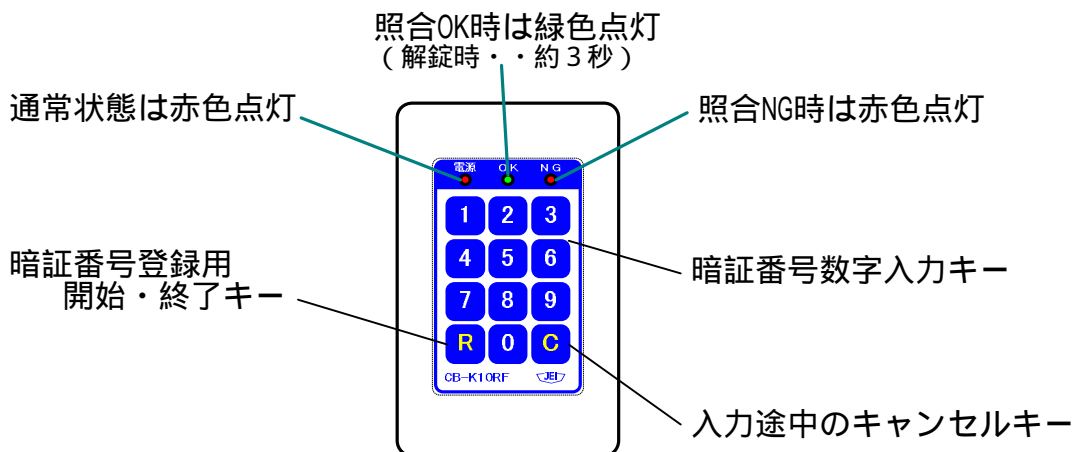 照合OK時は緑色点灯
（解錠時・・約３秒）
通常状態は赤色点灯
照合NG時は赤色点灯
電源 OK NG
1 2 3
4 5 6
暗証番号登録用
開始・終了キー
暗証番号数字入力キー
7 8 9
R 0 C
CB-K10RF JEI
入力途中のキャンセルキー